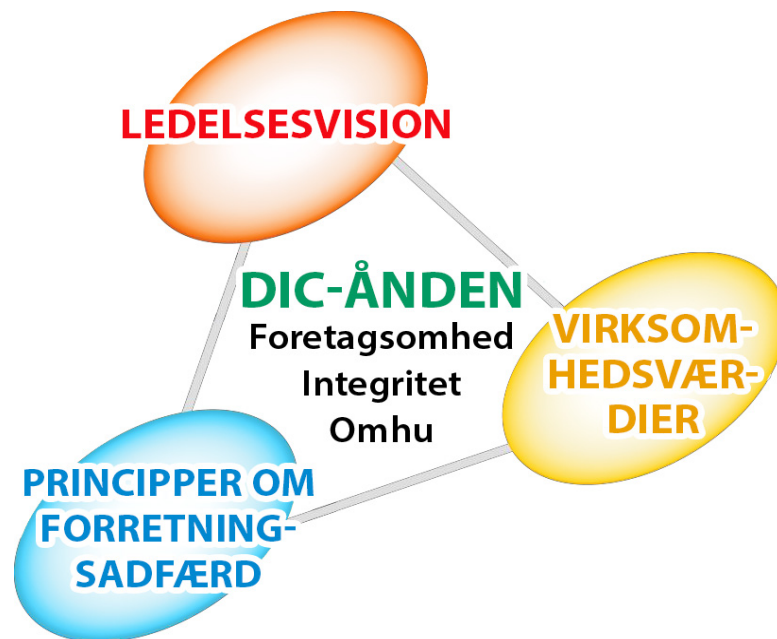 LEDELSESVISION
DIC-ÅNDEN
Foretagsomhed
Integritet
Omhu
VIRKSOM-
HEDSVÆR-
DIER
PRINCIPPER OM
FORRETNING-
SADFÆRD